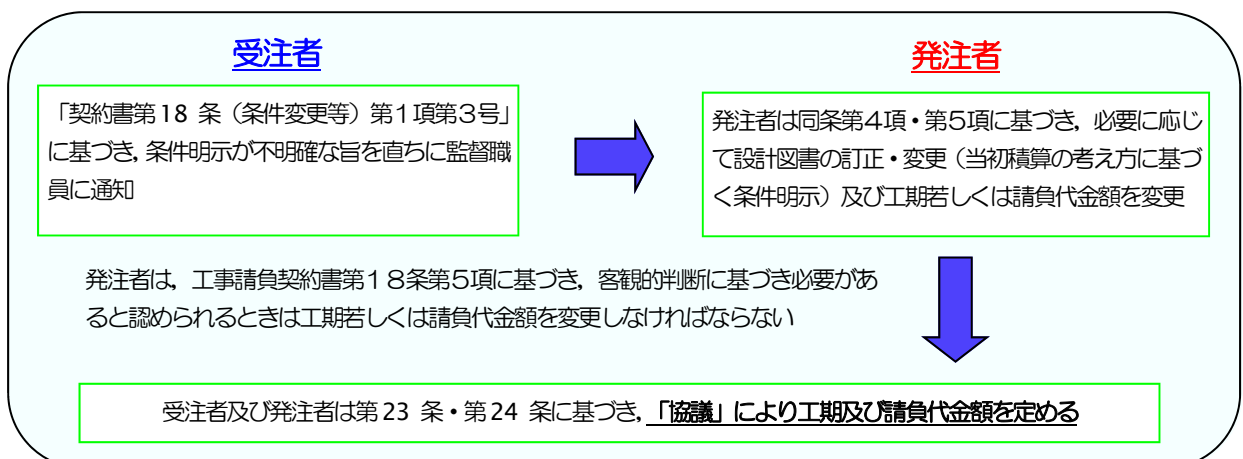 受注者
「契約書第18 条（条件変更等）第１項第３号」
に基づき，条件明示が不明確な旨を直ちに監督職
員に通知
発注者
発注者は同条第４項・第５項に基づき，必要に応じ
て設計図書の訂正・変更（当初積算の考え方に基づ
く条件明示）及び工期若しくは請負代金額を変更
発注者は，工事請負契約書第１８条第５項に基づき，客観的判断に基づき必要があ
ると認められるときは工期若しくは請負代金額を変更しなければならない
受注者及び発注者は第23 条・第24 条に基づき，「協議」により工期及び請負代金額を定める